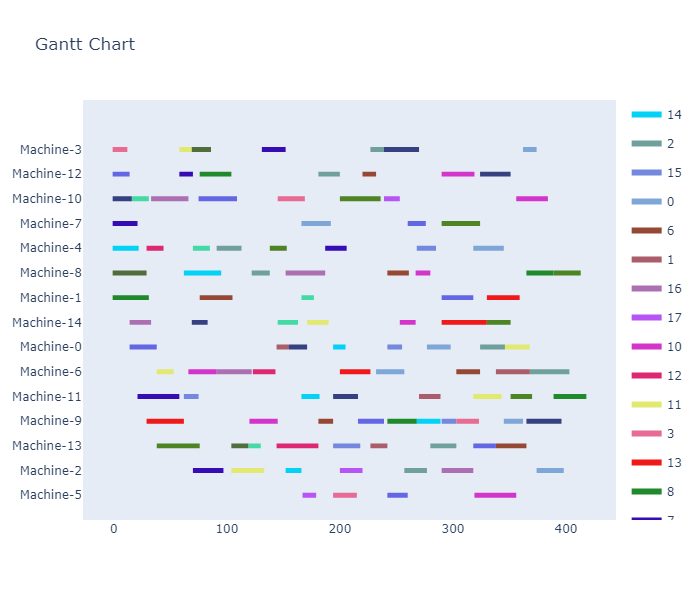 Gantt Chart
Machine-3
Machine-12
Machine-10
Machine-7
Machine-4
Machine-8
Machine-1
Machine-14
Machine-0
Machine-6
Machine-11
Machine-9
Machine-13
Machine-2
Machine-5
0 100 200 300 400
14
2
15
0
6
1
16
17
10
12
11
3
13
8
7